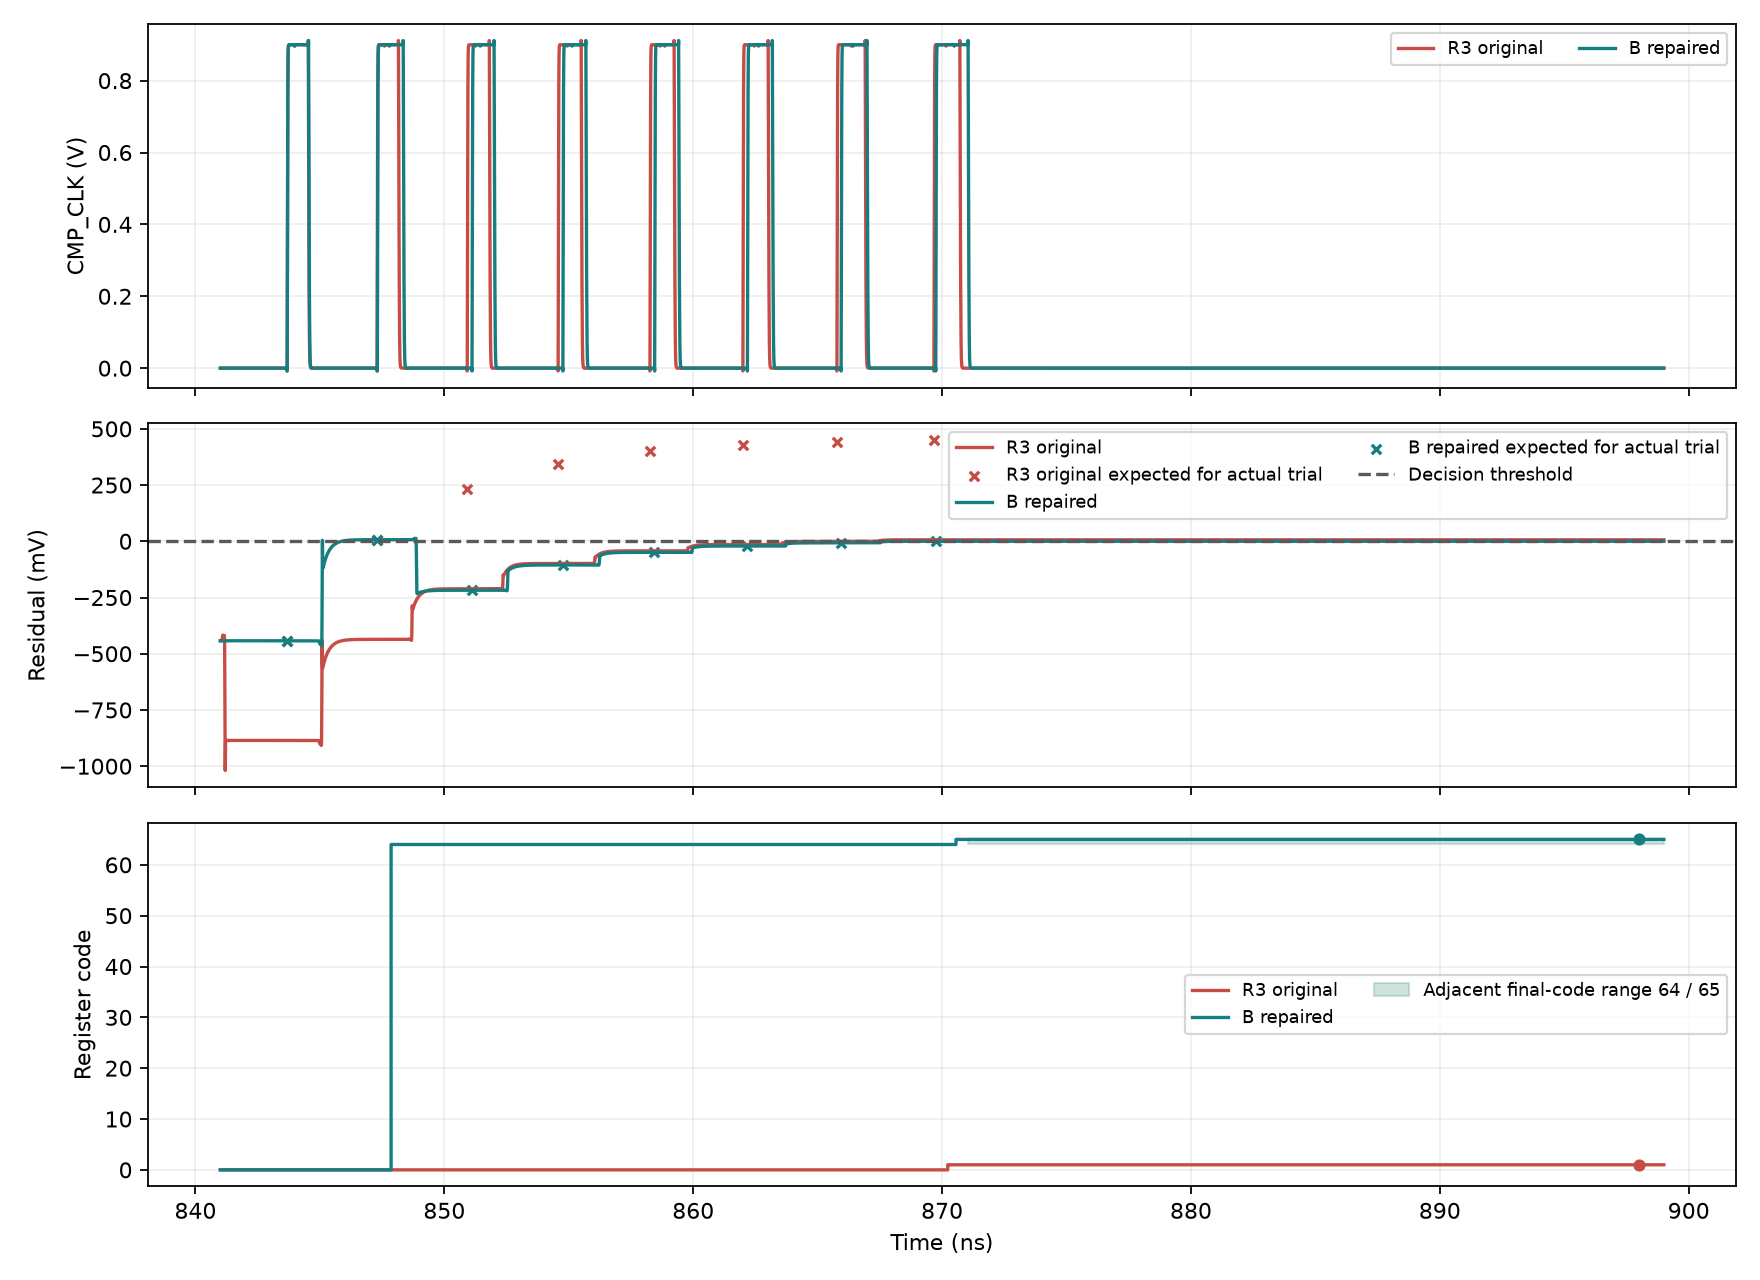 CMP_CLK (V)
0.8
0.6
0.4
0.2
0.0
R3 original
B repaired
Residual (mV)
500
250
0
−250
−500
−750
−1000
R3 original
R3 original expected for actual trial
B repaired
B repaired expected for actual trial
Decision threshold
Register code
60
50
40
30
20
10
0
R3 original
B repaired
Adjacent final-code range 64 / 65
840
850
860
870
880
890
900
Time (ns)